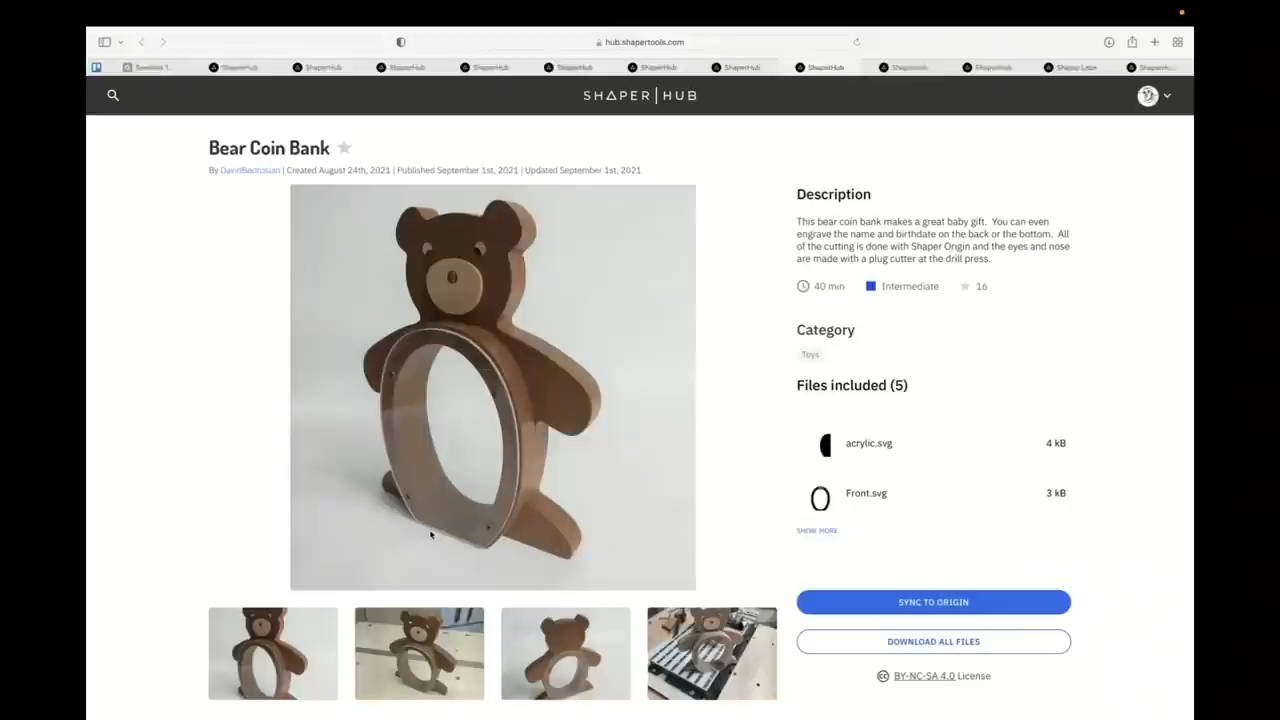 hub.shapertools.com
SHAPER | HUB
Bear Coin Bank
By DavidBedrosian | Created August 24th, 2021 | Published September 1st, 2021 | Updated September 1st, 2021
Description
This bear coin bank makes a great baby gift. You can even
engrave the name and birthdate on the back or the bottom. All
of the cutting is done with Shaper Origin and the eyes and nose
are made with a plug cutter at the drill press.
40 min Intermediate 16
Category
Toys
Files included (5)
acrylic.svg 4 kB
Front.svg 3 kB
SHOW MORE
SYNC TO ORIGIN
DOWNLOAD ALL FILES
BY-NC-SA 4.0 License